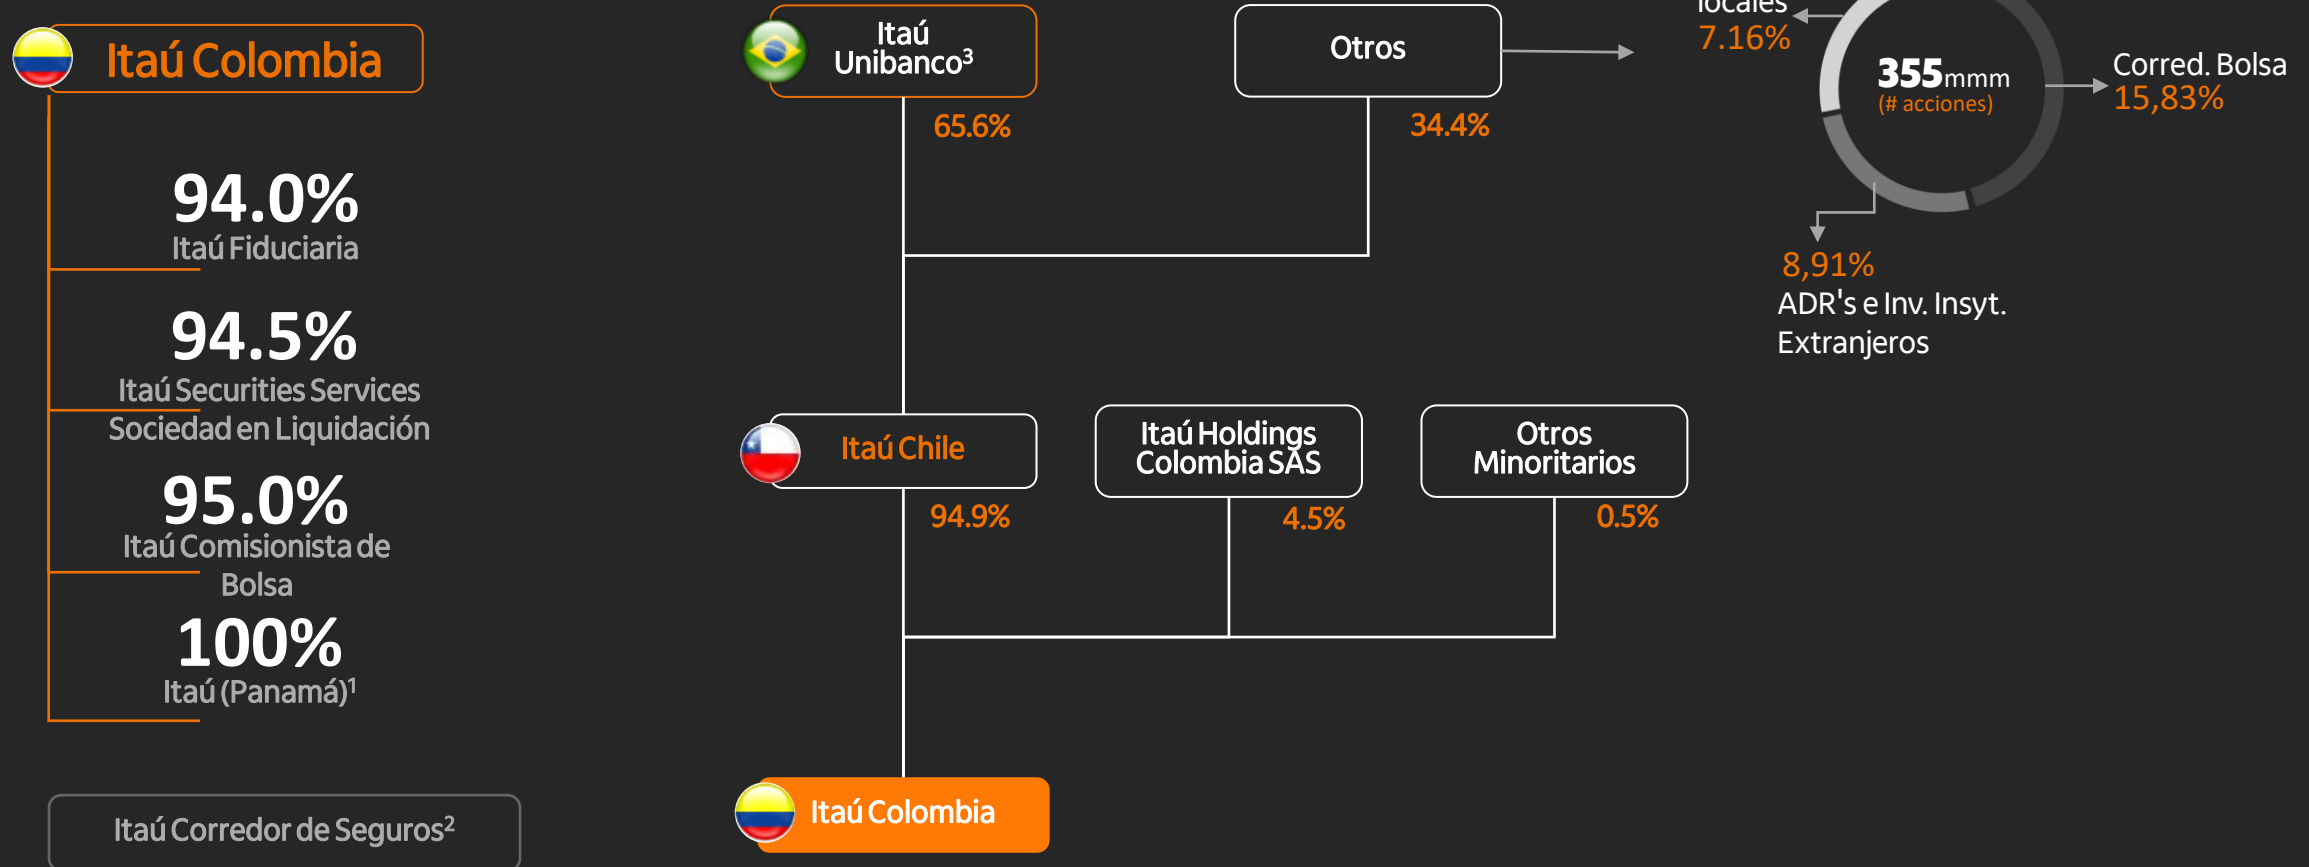 Itaú Colombia
94.0%
Itaú Fiduciaria
94.5%
Itaú Securities Services
Sociedad en Liquidación
95.0%
Itaú Comisionista de
Bolsa
100%
Itaú (Panamá)¹
Itaú Corredor de Seguros²
Itaú
Unibanco³
65.6%
Otros
34.4%
Itaú Chile
94.9%
Itaú Holdings
Colombia SAS
4.5%
Otros
Minoritarios
0.5%
Itaú Colombia
locales
7.16%
355mmm
(# acciones)
Corred. Bolsa
15,83%
8,91%
ADR's e Inv. Insyt.
Extranjeros